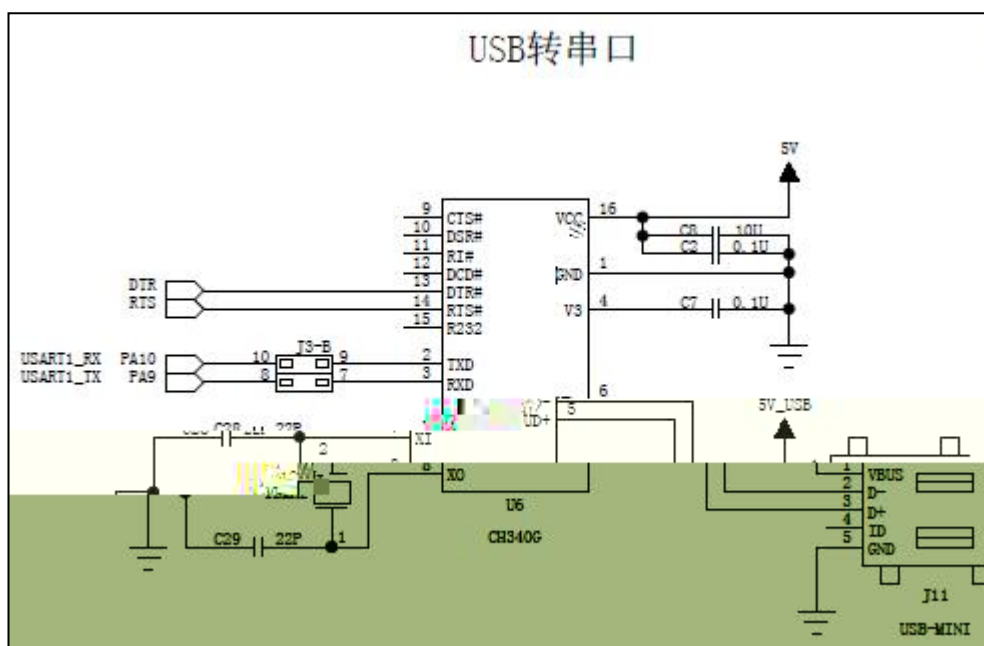 USB转串口
5V
9 CTS#
10 DSR#
11 RI#
12 DCD#
13 DTR#
14 RTS#
15 R232
2 TXD
3 RXD
XI
8 XO
VCC 16
GND 1
V3 4
6
UD+ 5
C8 10U
C2 0.1U
C7 0.1U
DTR
RTS
J3-B
USART1_RX PA10 10 9
USART1_TX PA9 8 7
C28 22P
2
C29 22P 1
U6
CH340G
5V_USB
1 VBUS
2 D-
3 D+
4 ID
5 GND
J11
USB-MINI